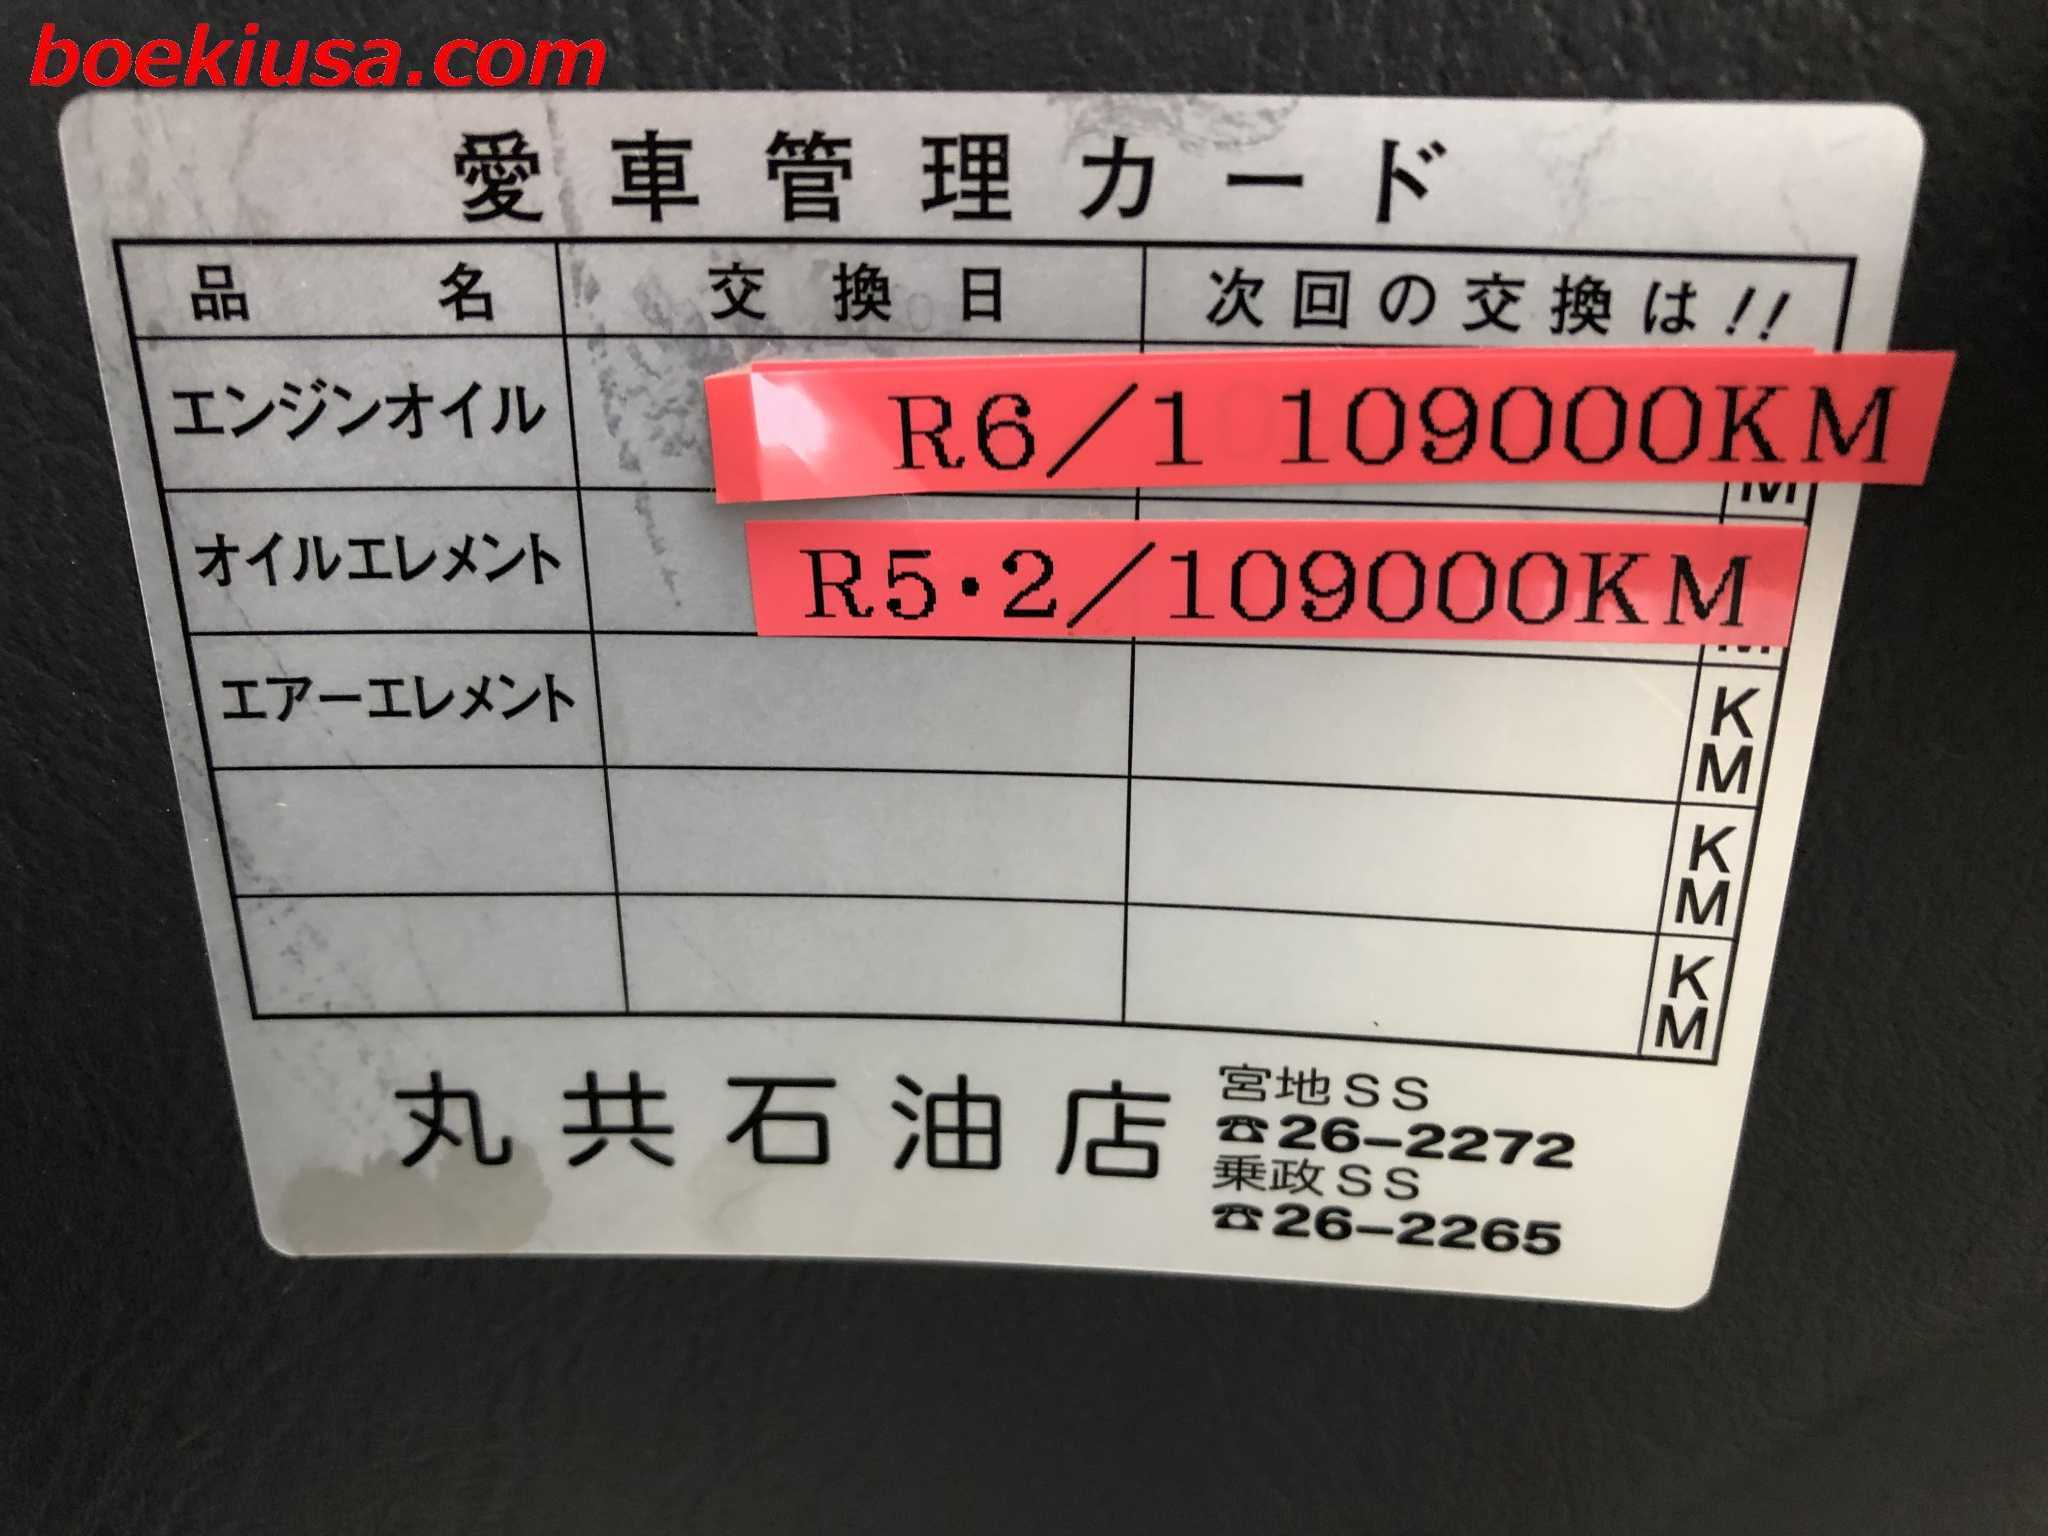 boekiusa.com
愛車管理カード
品名 交換日 次回の交換は!!
エンジンオイル R6/1 109000KM
M
オイルエレメント R5・2/109000KM
エアーエレメント KM
KM
KM
丸共石油店
宮地SS
☎26-2272
乗政SS
☎26-2265